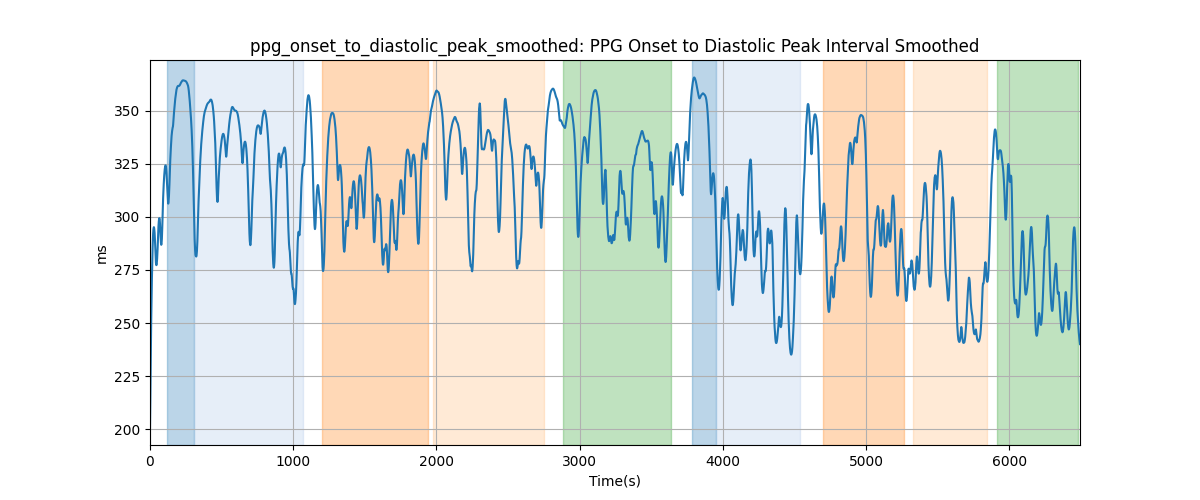 ppg_onset_to_diastolic_peak_smoothed: PPG Onset to Diastolic Peak Interval Smoothed
350
325
300
275
250
225
200
ms
0 1000 2000 3000 4000 5000 6000
Time(s)